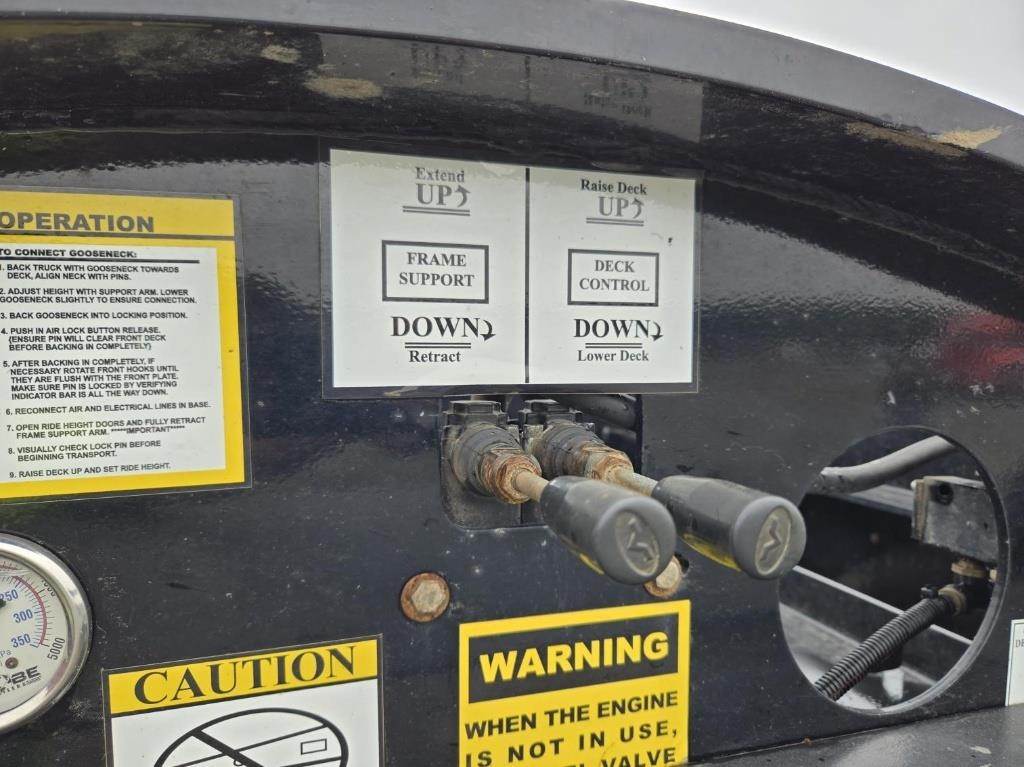 OPERATION
TO CONNECT GOOSENECK:
1. BACK TRUCK WITH GOOSENECK TOWARDS
DECK, ALIGN NECK WITH PINS.
2. ADJUST HEIGHT WITH SUPPORT ARM. LOWER
GOOSENECK SLIGHTLY TO ENSURE CONNECTION.
3. BACK GOOSENECK INTO LOCKING POSITION.
4. PUSH IN AIR LOCK BUTTON RELEASE.
(ENSURE PIN WILL CLEAR FRONT DECK
BEFORE BACKING IN COMPLETELY)
5. AFTER BACKING IN COMPLETELY, IF
NECESSARY ROTATE FRONT HOOKS UNTIL
THEY ARE FLUSH WITH THE FRONT PLATE.
MAKE SURE PIN IS LOCKED BY VERIFYING
INDICATOR BAR IS ALL THE WAY DOWN.
6. RECONNECT AIR AND ELECTRICAL LINES IN BASE.
7. OPEN RIDE HEIGHT DOORS AND FULLY RETRACT
FRAME SUPPORT ARM. *****IMPORTANT*****
8. VISUALLY CHECK LOCK PIN BEFORE
BEGINNING TRANSPORT.
9. RAISE DECK UP AND SET RIDE HEIGHT.
Extend
UP
FRAME
SUPPORT
DOWN
Retract
Raise Deck
UP
DECK
CONTROL
DOWN
Lower Deck
250
300
350
5000
CAUTION
WARNING
WHEN THE ENGINE
IS NOT IN USE,
VALVE